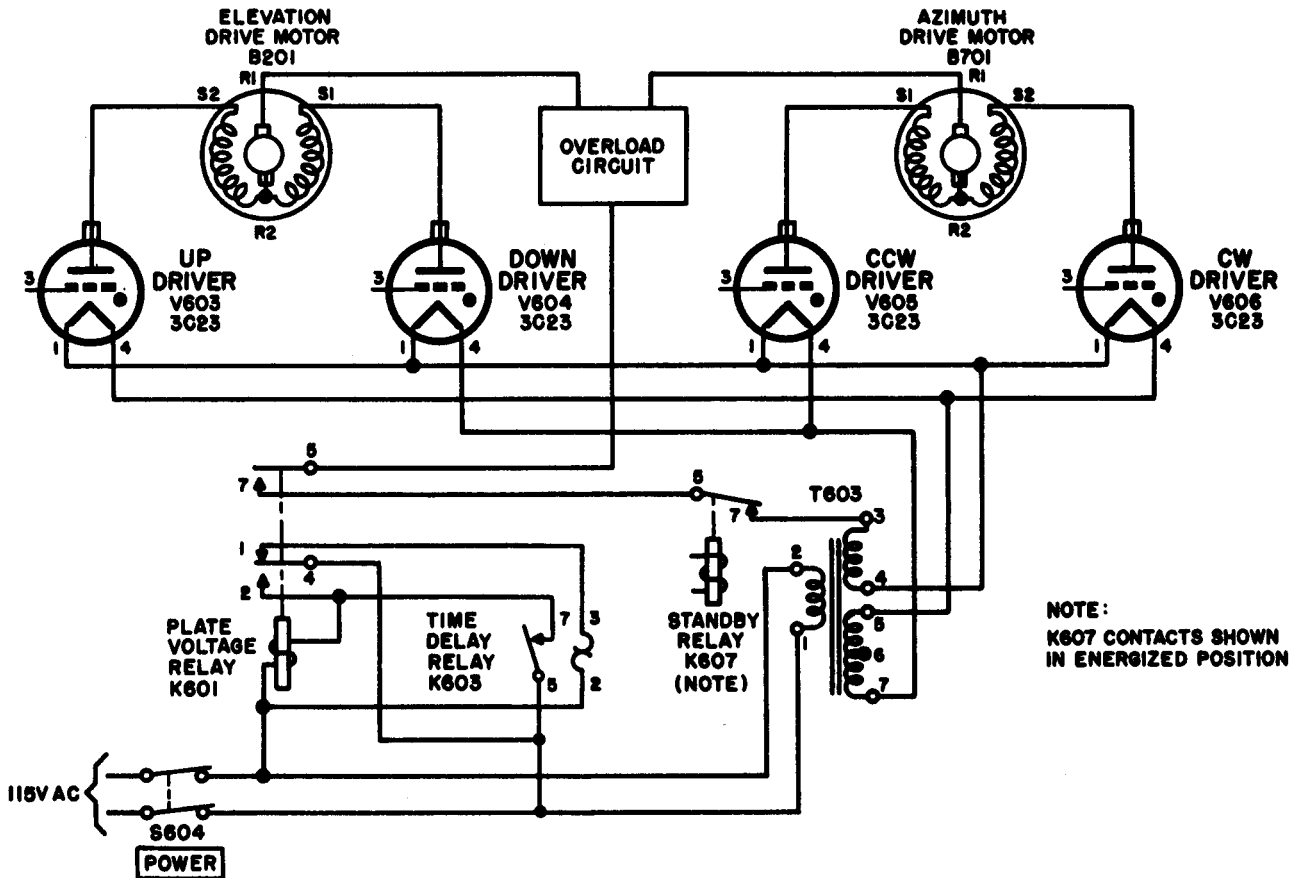 ELEVATION
DRIVE MOTOR
B201
R1
S2
S1
R2
OVERLOAD
CIRCUIT
AZIMUTH
DRIVE MOTOR
B701
R1
S1
S2
R2
3
UP
DRIVER
V603
3C23
1
4
3
DOWN
DRIVER
V604
3C23
1
4
3
CCW
DRIVER
V605
3C23
1
4
3
CW
DRIVER
V606
3C23
1
4
5
7
1
4
2
PLATE
VOLTAGE
RELAY
K601
TIME
DELAY
RELAY
K603
7
5
3
2
5
7
STANDBY
RELAY
K607
(NOTE)
T603
2
1
3
4
5
6
7
NOTE:
K607 CONTACTS SHOWN
IN ENERGIZED POSITION
115V AC
S604
POWER